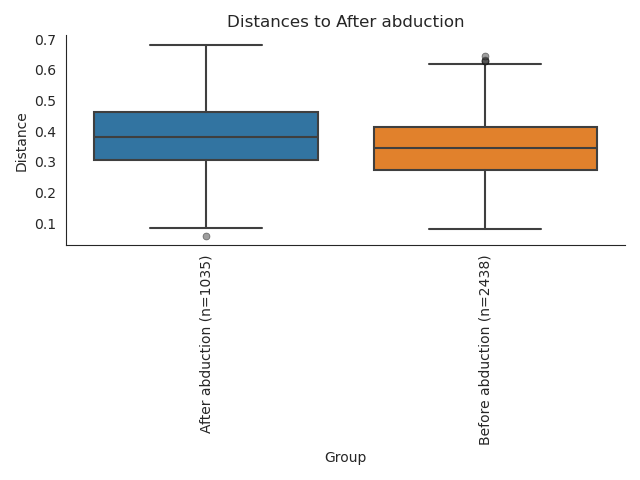 Distances to After abduction
0.7
0.6
0.5
0.4
0.3
0.2
0.1
Distance
After abduction (n=1035)
Before abduction (n=2438)
Group